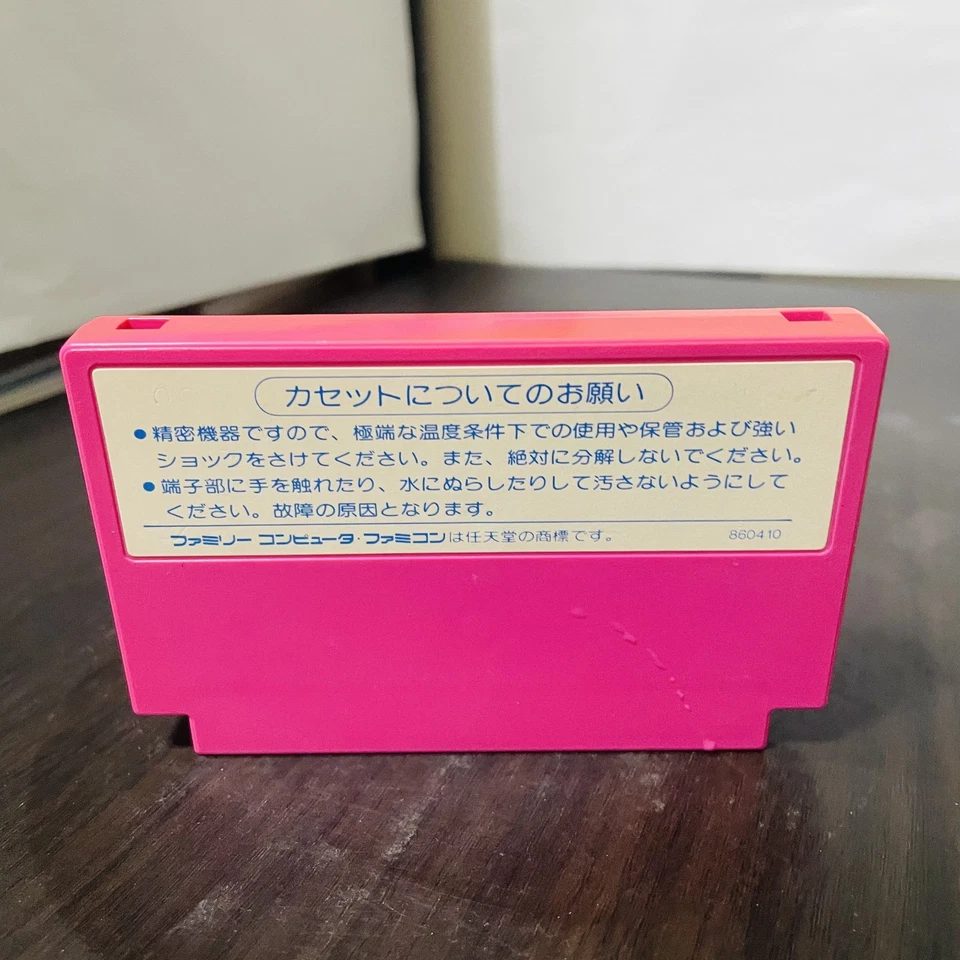 カセットについてのお願い
●精密機器ですので、極端な温度条件下での使用や保管および強い
ショックをさけてください。また、絶対に分解しないでください。
●端子部に手を触れたり、水にぬらしたりして汚さないようにして
ください。故障の原因となります。
ファミリー コンピュータ・ファミコンは任天堂の商標です。 860410